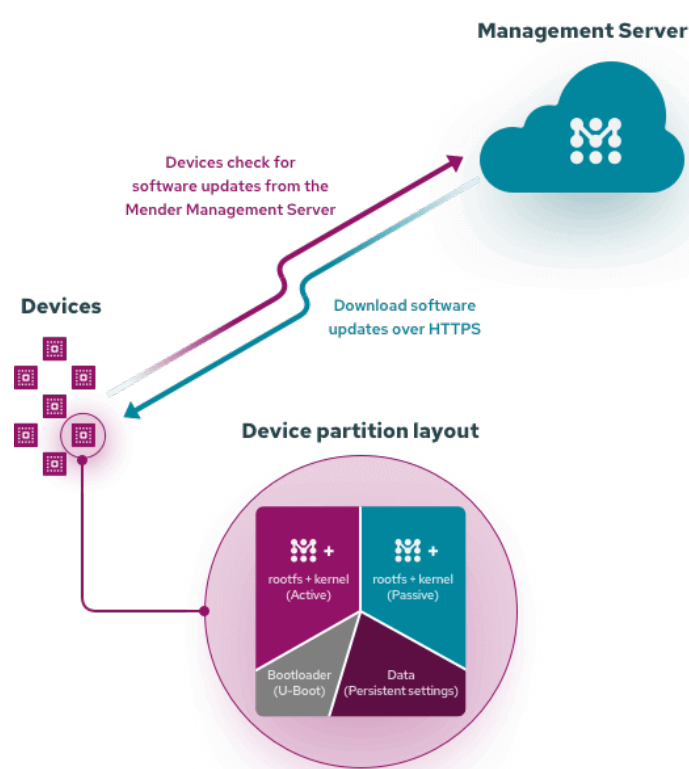 Management Server
Devices check for
software updates from the
Mender Management Server
Download software
updates over HTTPS
Devices
Device partition layout
+
rootfs + kernel
(Active)
+
rootfs + kernel
(Passive)
Bootloader
(U-Boot)
Data
(Persistent settings)